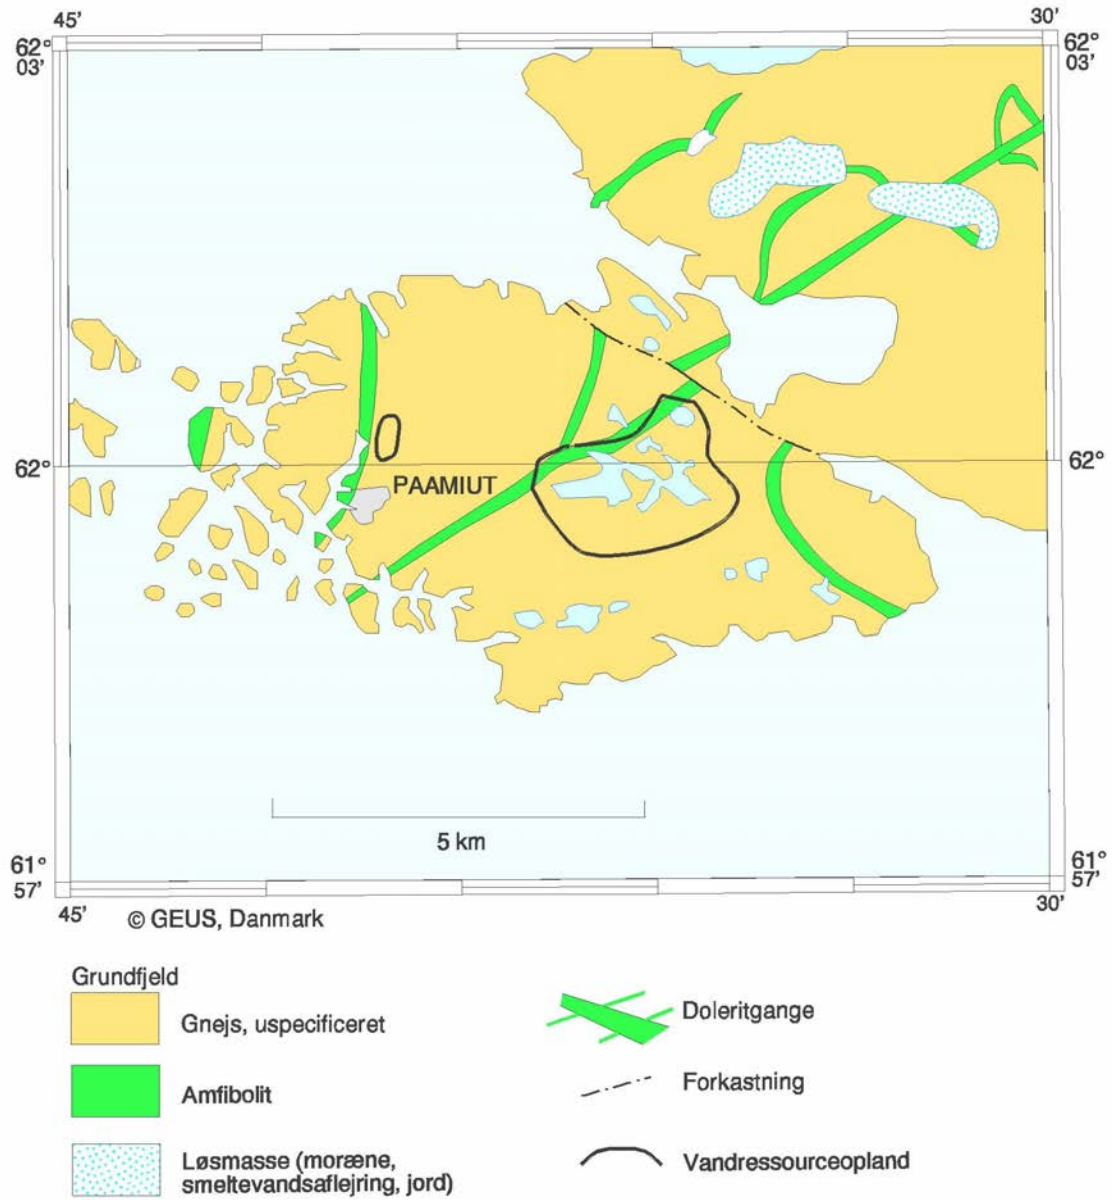 45'
30'
62°
03'
62°
03'
62°
62°
PAAMIUT
5 km
61°
57'
61°
57'
45'
30'
© GEUS, Danmark
Grundfjeld
Gnejs, uspecificeret
Doleritgange
Amfibolit
Forkastning
Løsmasse (moræne,
smeltevandsaflejring, jord)
Vandressourceopland